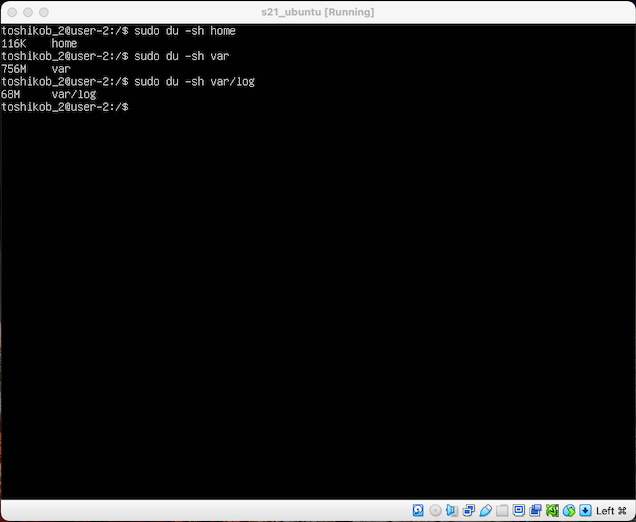 s21_ubuntu [Running]
toshikob_2@user-2:/$ sudo du -sh home
116K    home
toshikob_2@user-2:/$ sudo du -sh var
756M    var
toshikob_2@user-2:/$ sudo du -sh var/log
68M     var/log
toshikob_2@user-2:/$
Left ⌘